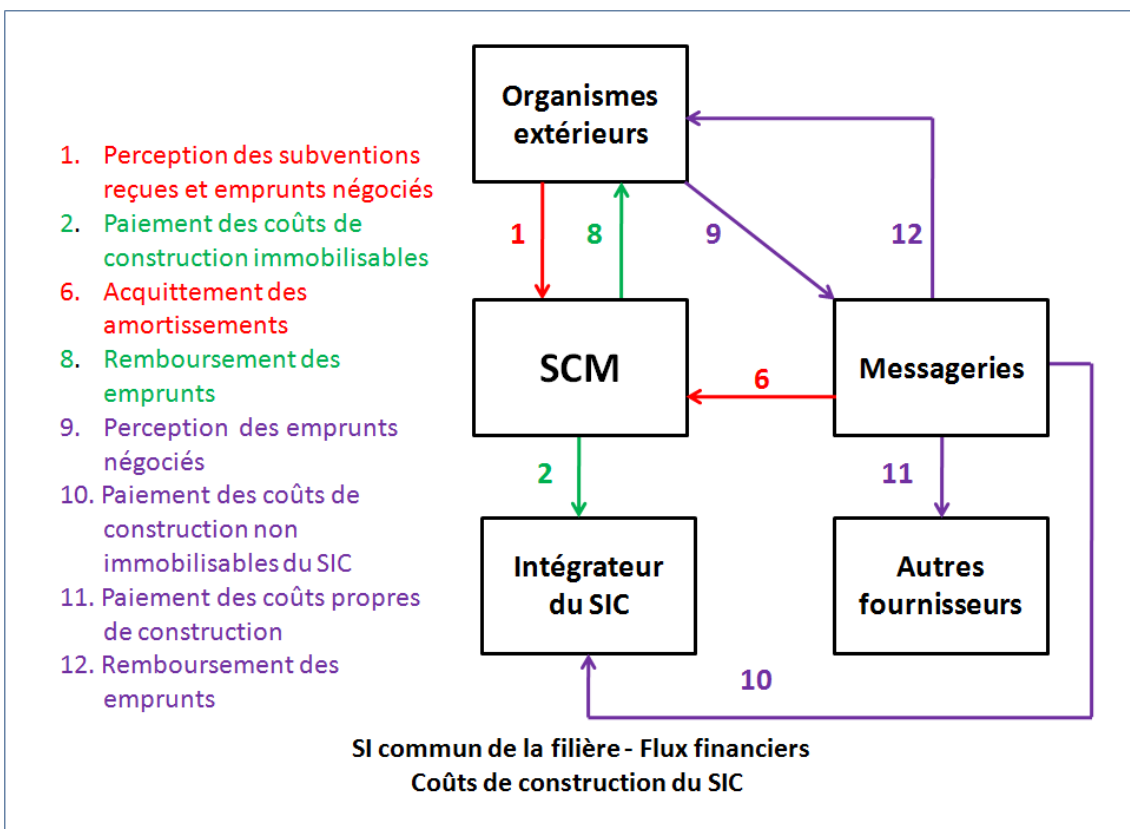 Organismes
extérieurs
1. Perception des subventions
reçues et emprunts négociés
2. Paiement des coûts de
construction immobilisables
6. Acquittement des
amortissements
8. Remboursement des
emprunts
9. Perception des emprunts
négociés
10. Paiement des coûts de
construction non
immobilisables du SIC
11. Paiement des coûts propres
de construction
12. Remboursement des
emprunts
1
8
9
12
SCM
6
Messageries
2
11
Intégrateur
du SIC
Autres
fournisseurs
10
SI commun de la filière - Flux financiers
Coûts de construction du SIC